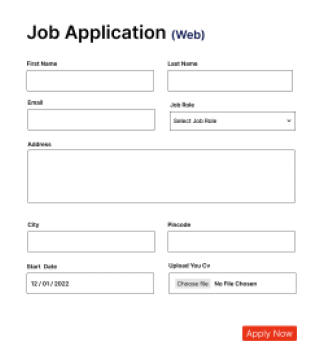 Job Application (Web)
First Name Last Name
Email Job Role
Select Job Role
Address
City Pincode
Start Date Upload You Cv
12/01/2022 Choose file No File Chosen
Apply Now